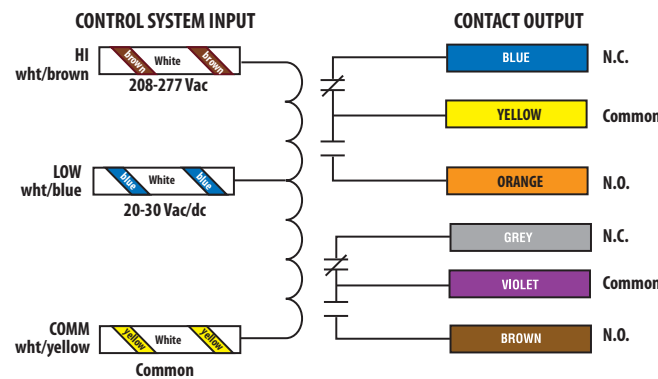 CONTROL SYSTEM INPUT
HI
wht/brown
brown White brown
208-277 Vac
LOW
wht/blue
blue White blue
20-30 Vac/dc
COMM
wht/yellow
yellow White yellow
Common
CONTACT OUTPUT
BLUE N.C.
YELLOW Common
ORANGE N.O.
GREY N.C.
VIOLET Common
BROWN N.O.